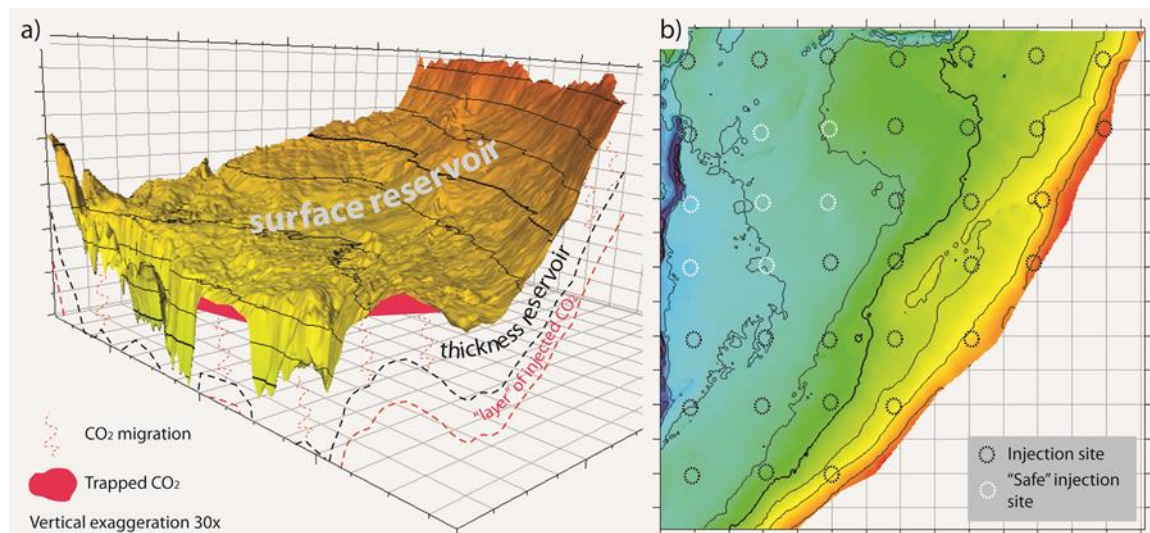 a)
surface reservoir
thickness reservoir
"layer" of injected CO₂
CO₂ migration
Trapped CO₂
Vertical exaggeration 30x
b)
Injection site
"Safe" injection
site